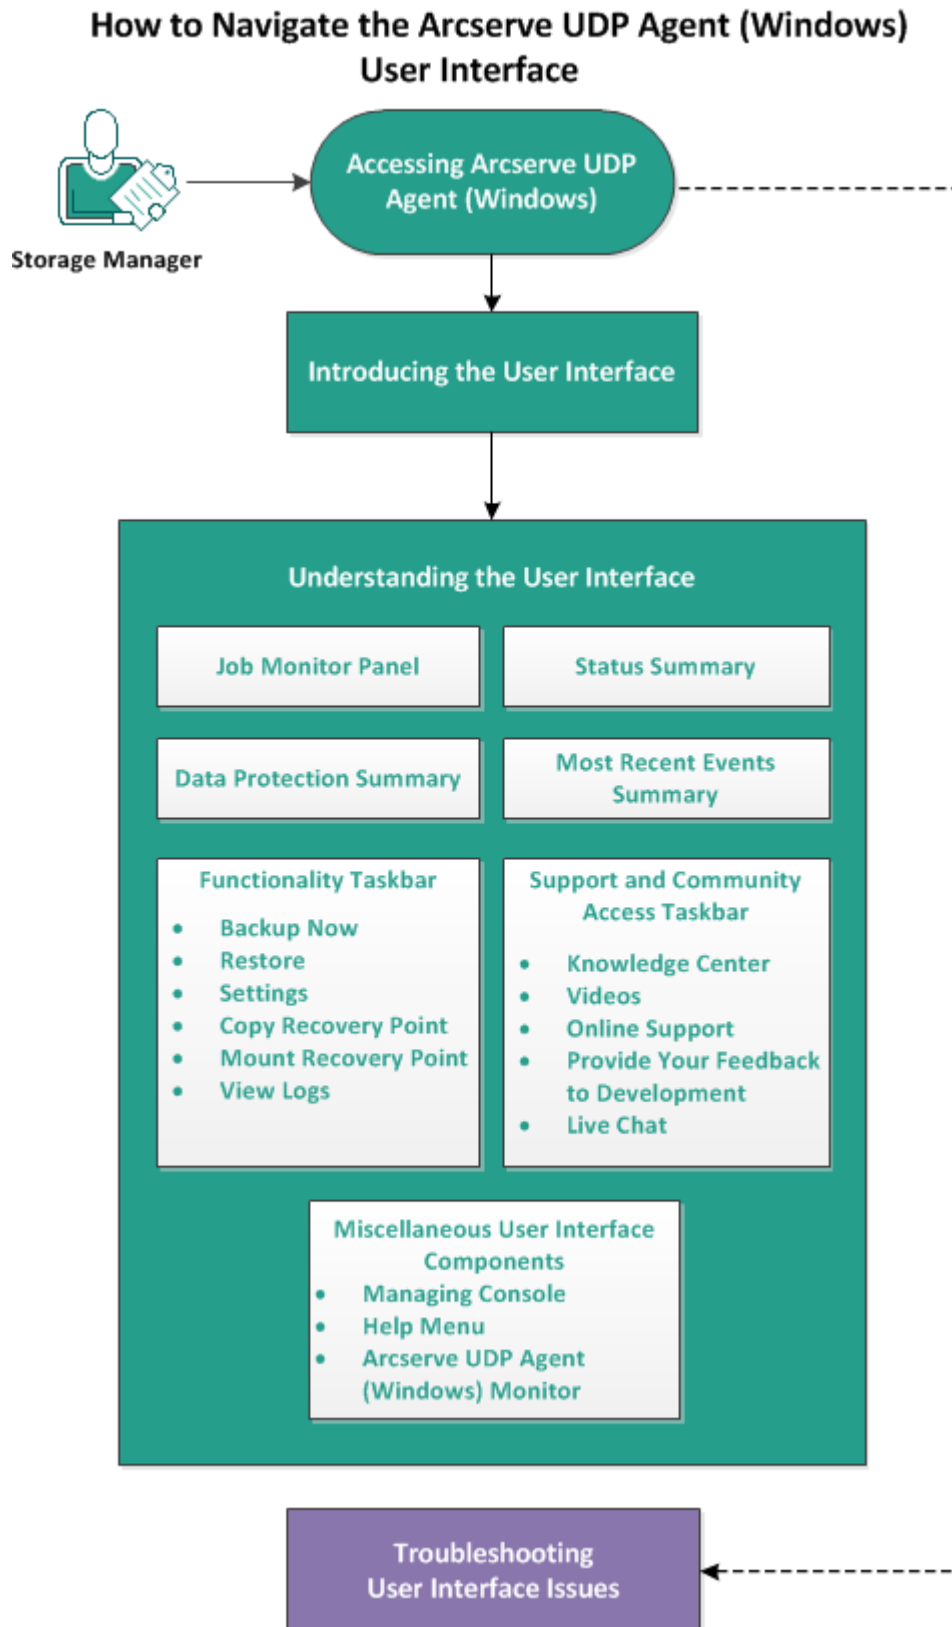 How to Navigate the Arcserve UDP Agent (Windows)
User Interface
Accessing Arcserve UDP
Agent (Windows)
Storage Manager
Introducing the User Interface
Understanding the User Interface
Job Monitor Panel
Status Summary
Data Protection Summary
Most Recent Events
Summary
Functionality Taskbar
• Backup Now
• Restore
• Settings
• Copy Recovery Point
• Mount Recovery Point
• View Logs
Support and Community
Access Taskbar
• Knowledge Center
• Videos
• Online Support
• Provide Your Feedback
to Development
• Live Chat
Miscellaneous User Interface
Components
• Managing Console
• Help Menu
• Arcserve UDP Agent
(Windows) Monitor
Troubleshooting
User Interface Issues